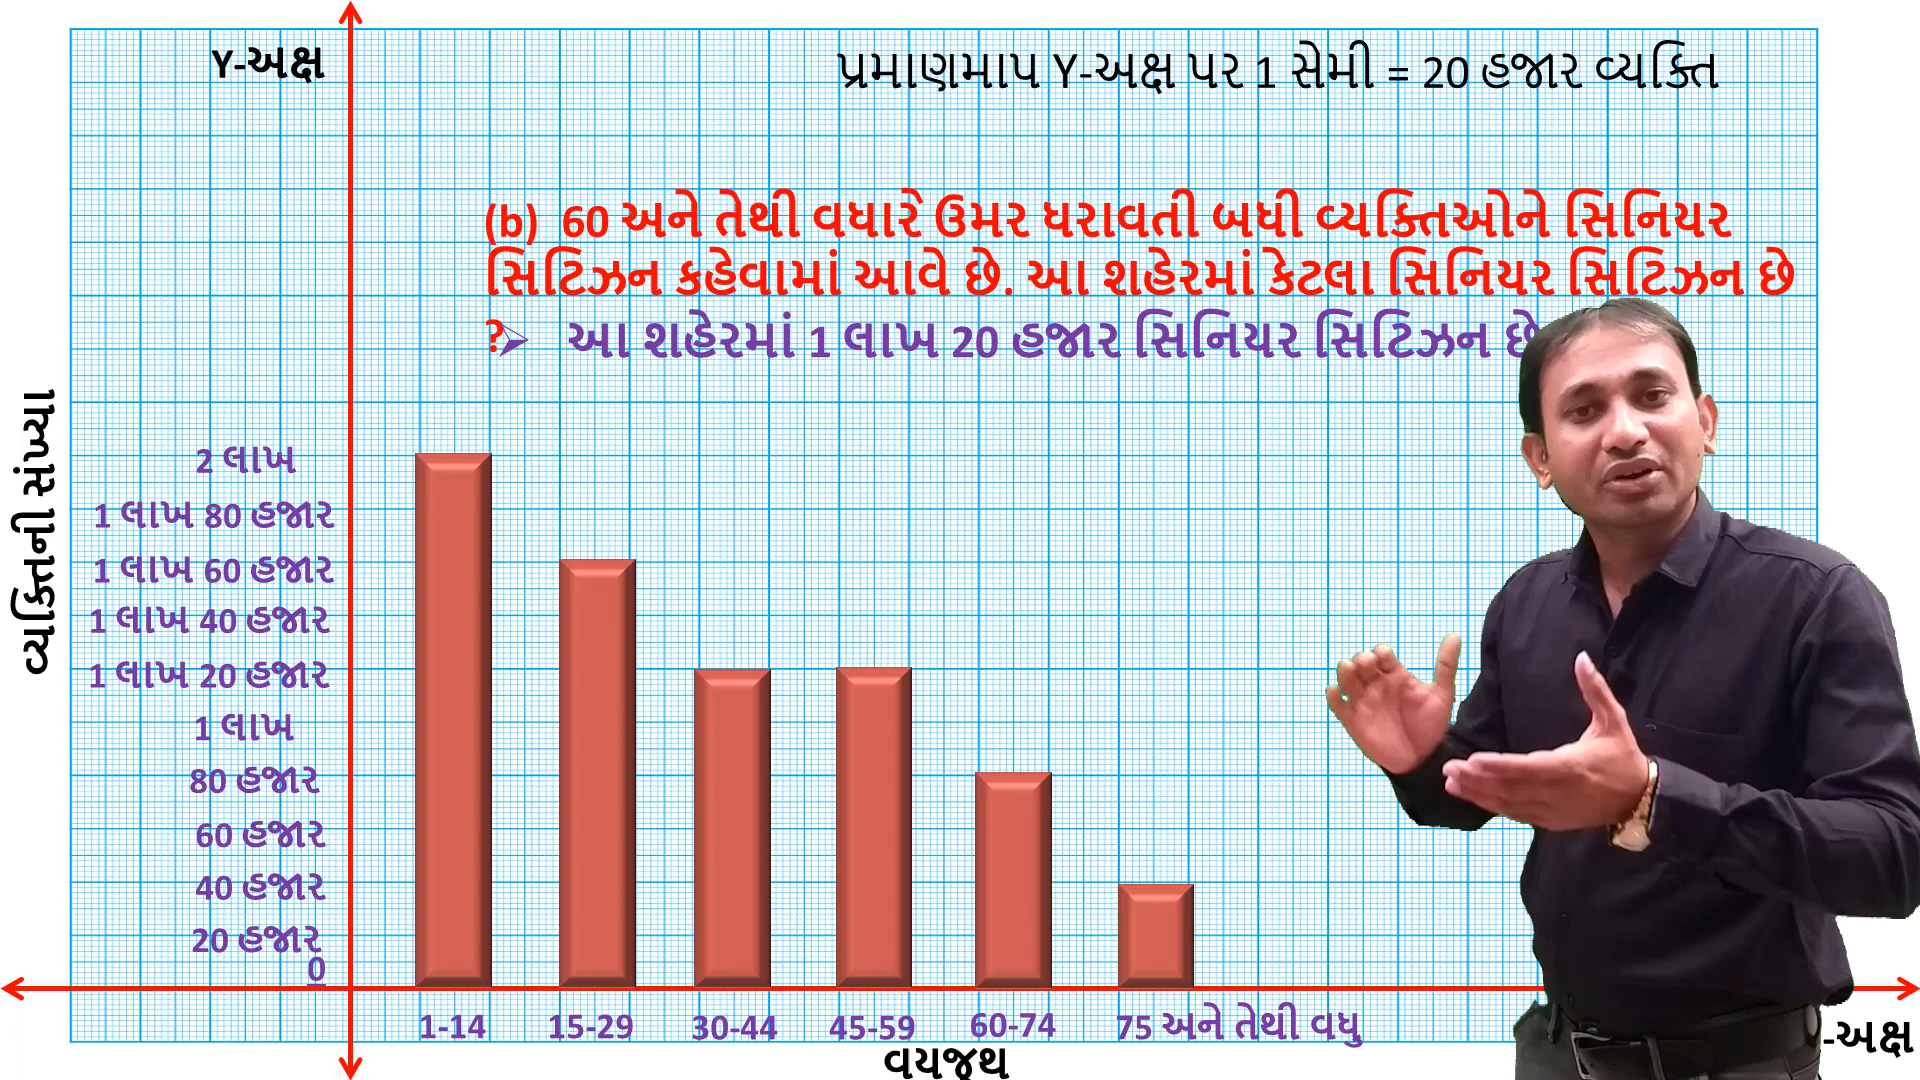 Y-અક્ષ
પ્રમાણમાપ Y-અક્ષ પર 1 સેમી = 20 હજાર વ્યક્તિ
(b) 60 અને તેથી વધારે ઉમર ધરાવતી બધી વ્યક્તિઓને સિનિયર
સિટિઝન કહેવામાં આવે છે. આ શહેરમાં કેટલા સિનિયર સિટિઝન છે
?
➢ આ શહેરમાં 1 લાખ 20 હજાર સિનિયર સિટિઝન છે
વ્યક્તિની સંખ્યા
2 લાખ
1 લાખ 80 હજાર
1 લાખ 60 હજાર
1 લાખ 40 હજાર
1 લાખ 20 હજાર
1 લાખ
80 હજાર
60 હજાર
40 હજાર
20 હજાર
0
1-14 15-29 30-44 45-59 60-74 75 અને તેથી વધુ
વયજૂથ
-અક્ષ